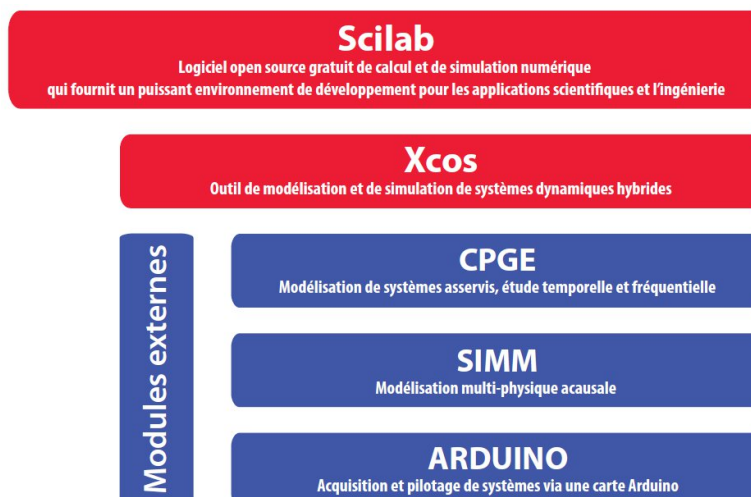 Scilab
Logiciel open source gratuit de calcul et de simulation numérique
qui fournit un puissant environnement de développement pour les applications scientifiques et l'ingénierie
Xcos
Outil de modélisation et de simulation de systèmes dynamiques hybrides
Modules externes
CPGE
Modélisation de systèmes asservis, étude temporelle et fréquentielle
SIMM
Modélisation multi-physique acausale
ARDUINO
Acquisition et pilotage de systèmes via une carte Arduino